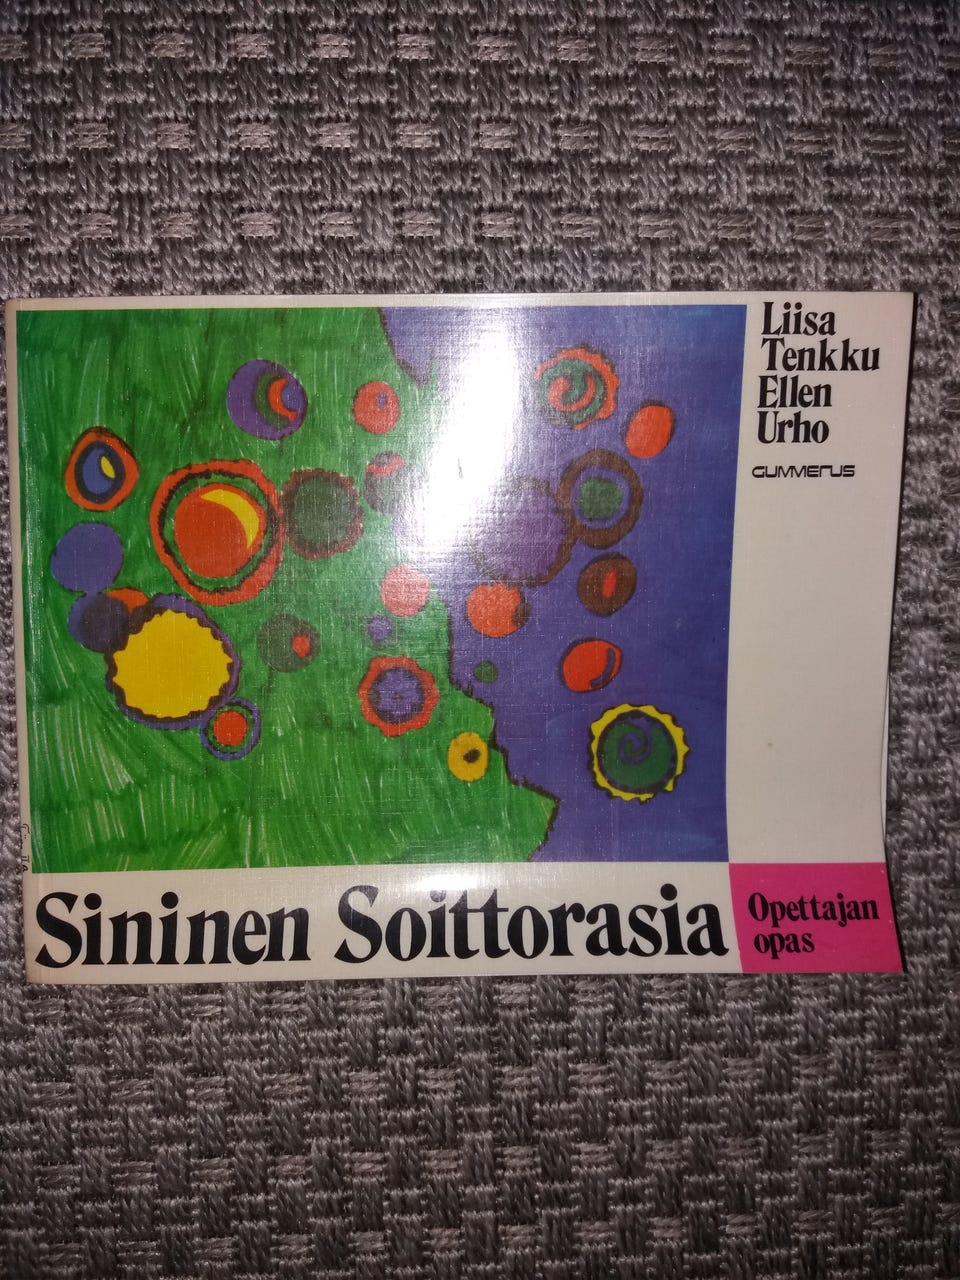 Liisa
Tenkku
Ellen
Urho
GUMMERUS
Sininen Soittorasia
Opettajan
opas